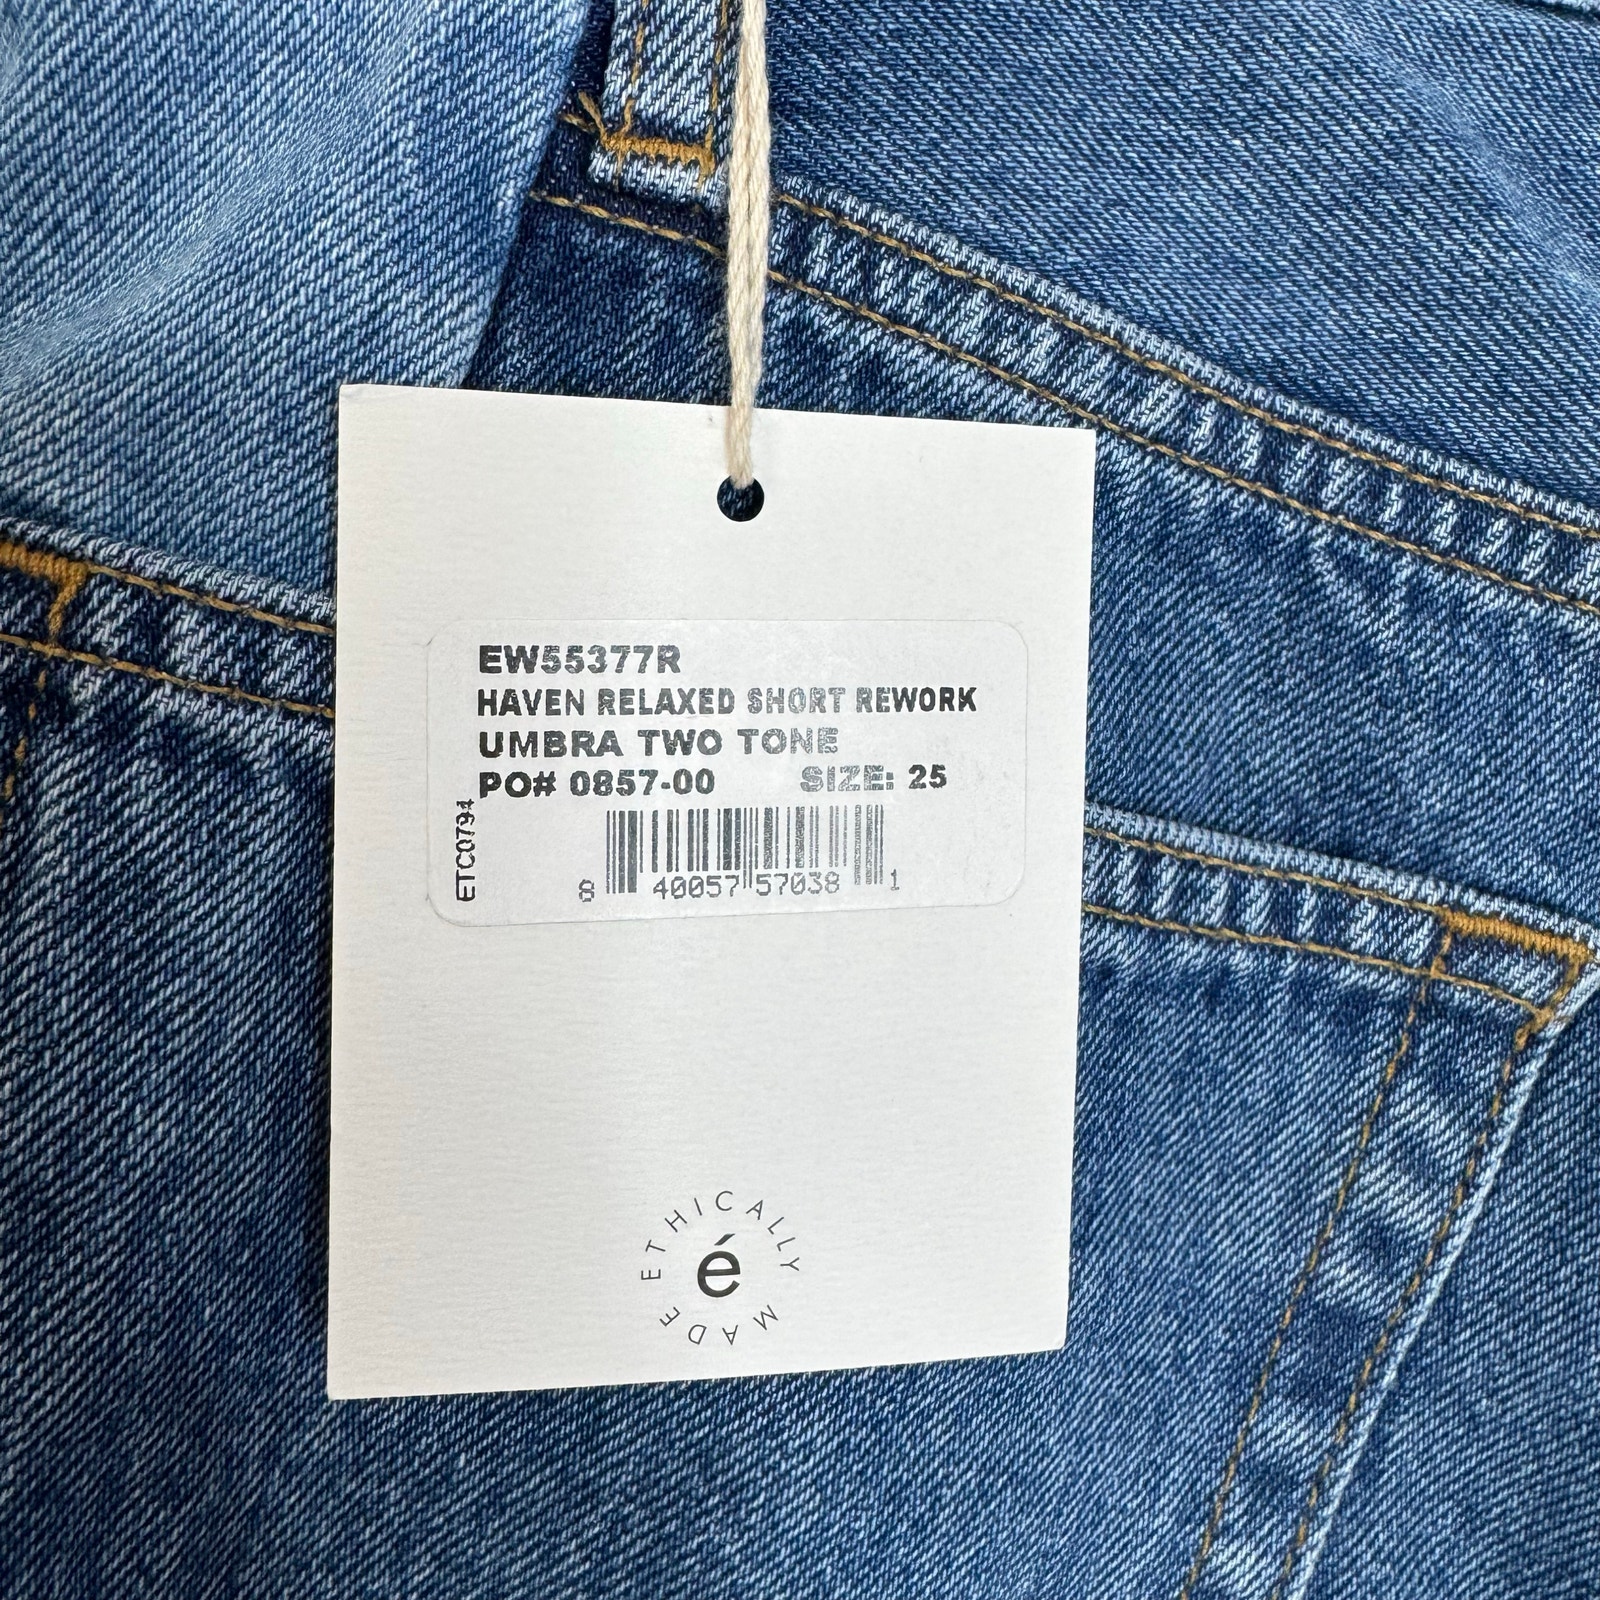 EW55377R
HAVEN RELAXED SHORT REWORK
UMBRA TWO TONE
PO# 0857-00 SIZE: 25
ETC0794
8 40057 57038 1
ETHICALLY MADE
é